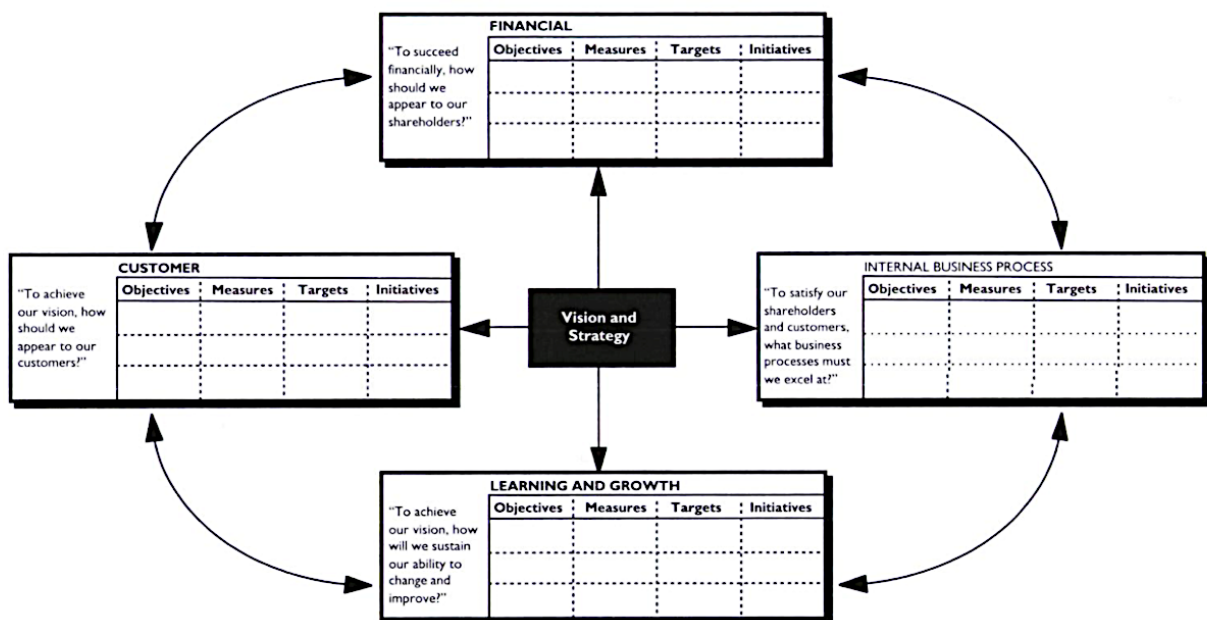 FINANCIAL
"To succeed
financially, how
should we
appear to our
shareholders?"
Objectives Measures Targets Initiatives
CUSTOMER
"To achieve
our vision, how
should we
appear to our
customers?"
Objectives Measures Targets Initiatives
Vision and
Strategy
INTERNAL BUSINESS PROCESS
"To satisfy our
shareholders
and customers,
what business
processes must
we excel at?"
Objectives Measures Targets Initiatives
LEARNING AND GROWTH
"To achieve
our vision, how
will we sustain
our ability to
change and
improve?"
Objectives Measures Targets Initiatives